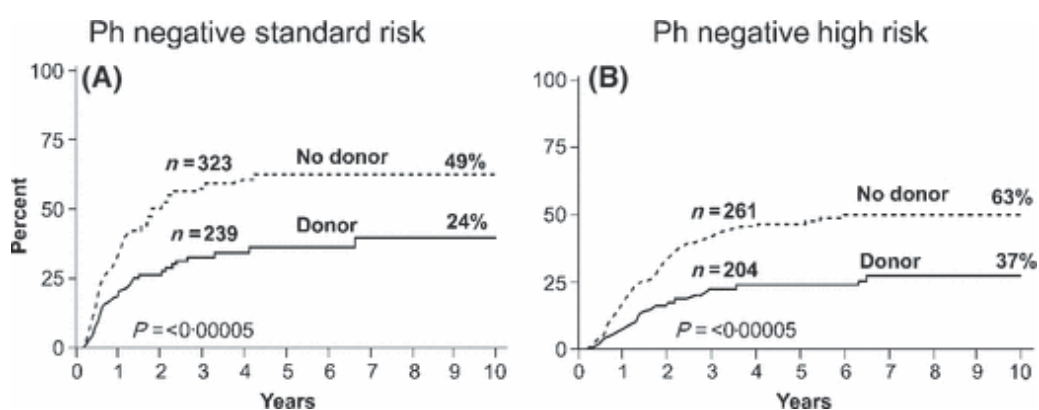 Ph negative standard risk
(A)
100
75
50
25
0
Percent
n = 323
No donor
49%
n = 239
Donor
24%
P = <0·00005
0 1 2 3 4 5 6 7 8 9 10
Years
Ph negative high risk
(B)
100
75
50
25
0
n = 261
No donor
63%
n = 204
Donor
37%
P = <0·00005
0 1 2 3 4 5 6 7 8 9 10
Years